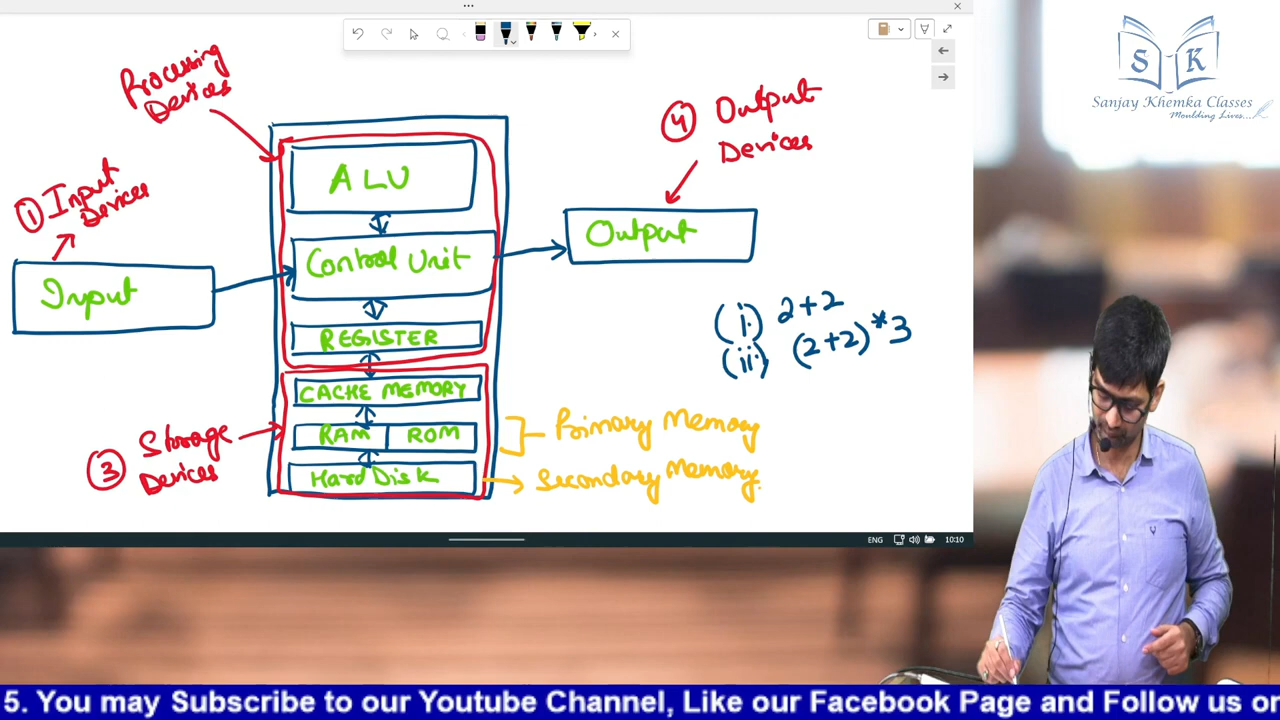 Processing
Devices
① Input
Devices
Input
ALU
Control Unit
REGISTER
CACHE MEMORY
RAM ROM
Hard Disk
③ Storage
Devices
④ Output
Devices
Output
(i) 2+2
(ii) (2+2)*3
Primary Memory
Secondary Memory.
ENG 10:10
S K
Sanjay Khemka Classes
Moulding Lives...
5. You may Subscribe to our Youtube Channel, Like our Facebook Page and Follow us on